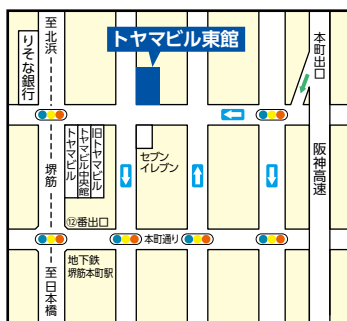 至北浜
りそな銀行
トヤマビル東館
本町出口
旧トヤマビル
トヤマビル中央館
トヤマビル
セブン
イレブン
堺筋
阪神高速
⑫番出口
本町通り
地下鉄
堺筋本町駅
至日本橋